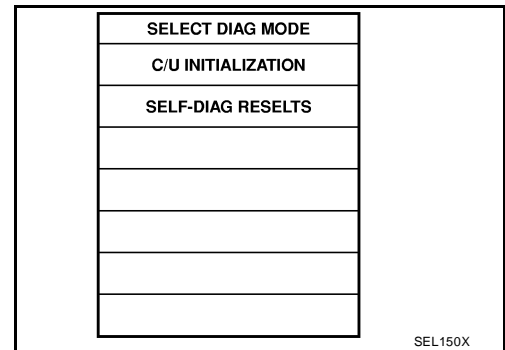 SELECT DIAG MODE
C/U INITIALIZATION
SELF-DIAG RESELTS
SEL150X